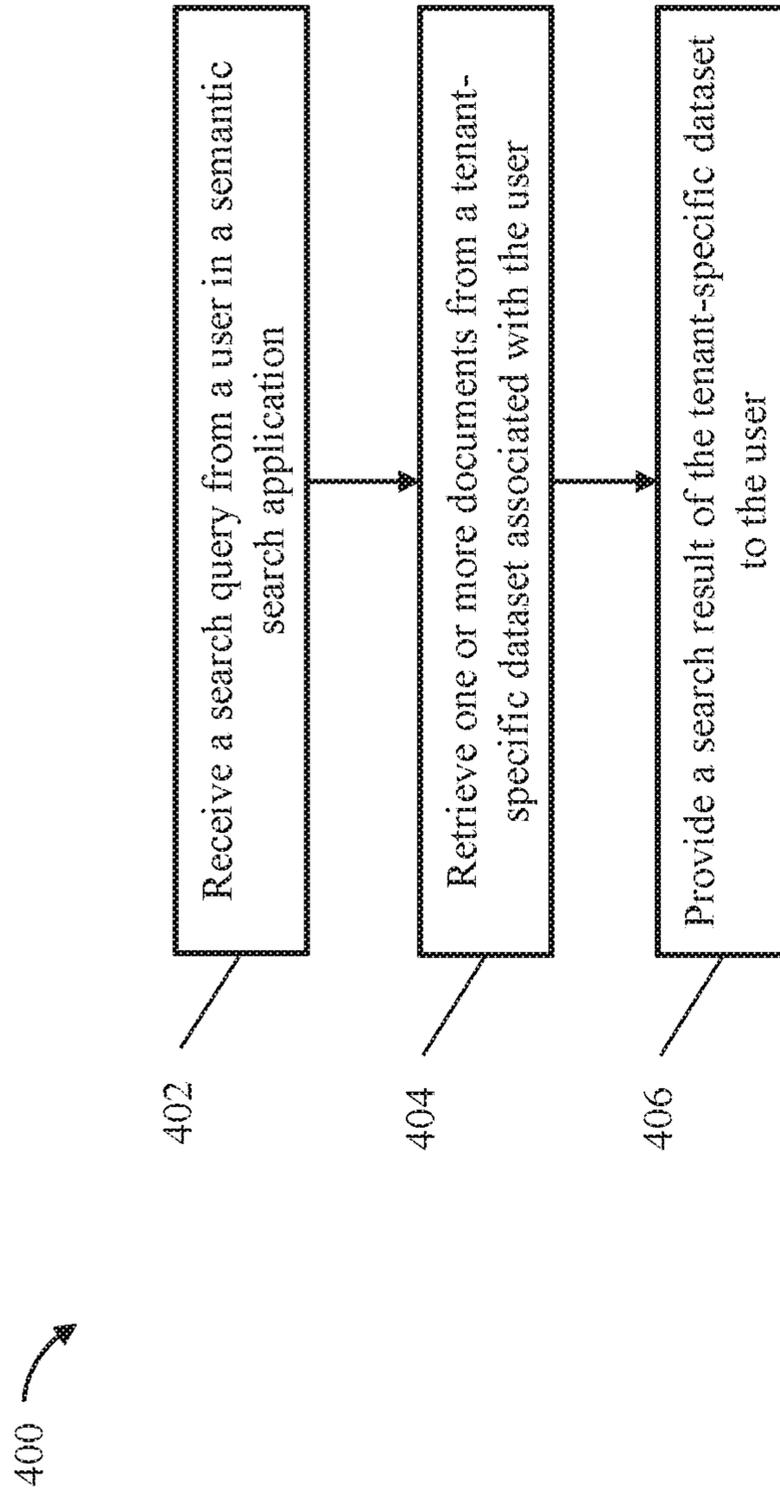 400
402
Receive a search query from a user in a semantic
search application
404
Retrieve one or more documents from a tenant-
specific dataset associated with the user
406
Provide a search result of the tenant-specific dataset
to the user